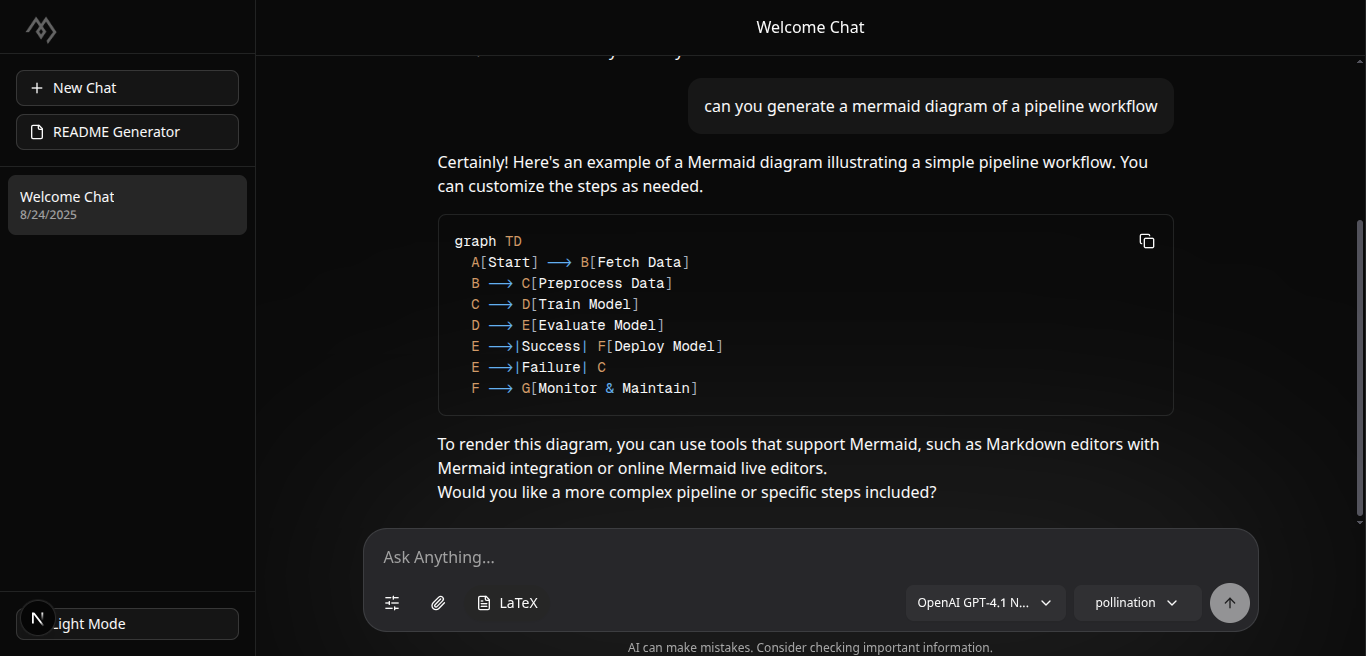 Welcome Chat
New Chat
README Generator
Welcome Chat
8/24/2025
can you generate a mermaid diagram of a pipeline workflow
Certainly! Here's an example of a Mermaid diagram illustrating a simple pipeline workflow. You
can customize the steps as needed.
graph TD
A[Start] --> B[Fetch Data]
B --> C[Preprocess Data]
C --> D[Train Model]
D --> E[Evaluate Model]
E -->|Success| F[Deploy Model]
E -->|Failure| C
F --> G[Monitor & Maintain]
To render this diagram, you can use tools that support Mermaid, such as Markdown editors with
Mermaid integration or online Mermaid live editors.
Would you like a more complex pipeline or specific steps included?
Ask Anything...
LaTeX
OpenAI GPT-4.1 N...
pollination
N
Light Mode
AI can make mistakes. Consider checking important information.